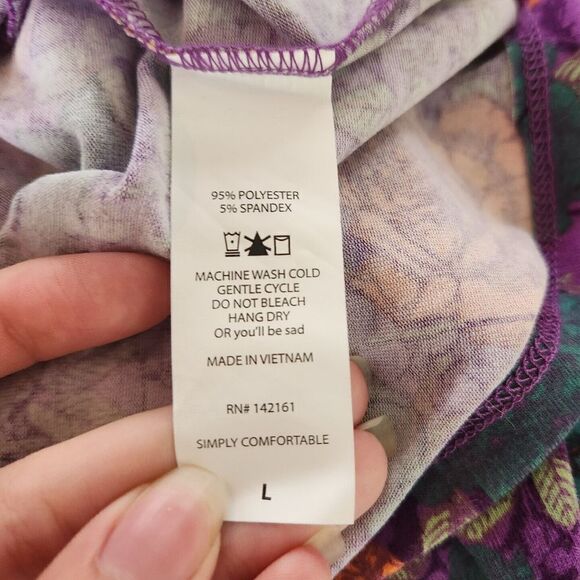 95% POLYESTER
5% SPANDEX
MACHINE WASH COLD
GENTLE CYCLE
DO NOT BLEACH
HANG DRY
OR you'll be sad
MADE IN VIETNAM
RN# 142161
SIMPLY COMFORTABLE
L